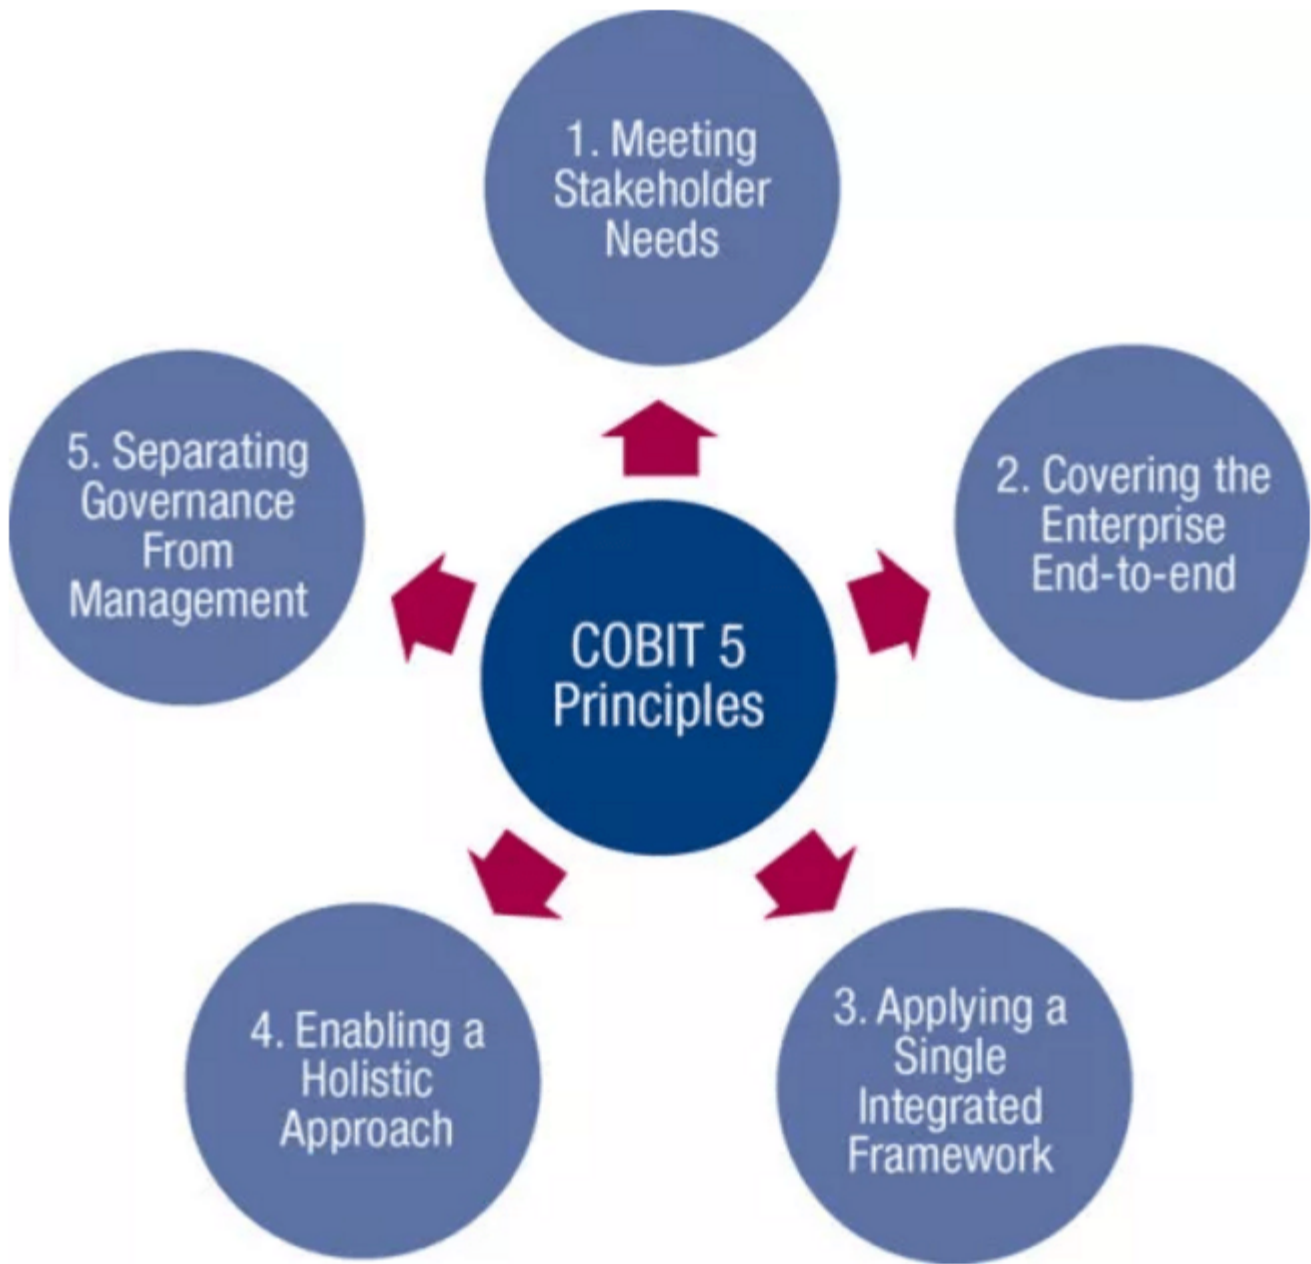 1. Meeting
Stakeholder
Needs
2. Covering the
Enterprise
End-to-end
3. Applying a
Single
Integrated
Framework
4. Enabling a
Holistic
Approach
5. Separating
Governance
From
Management
COBIT 5
Principles